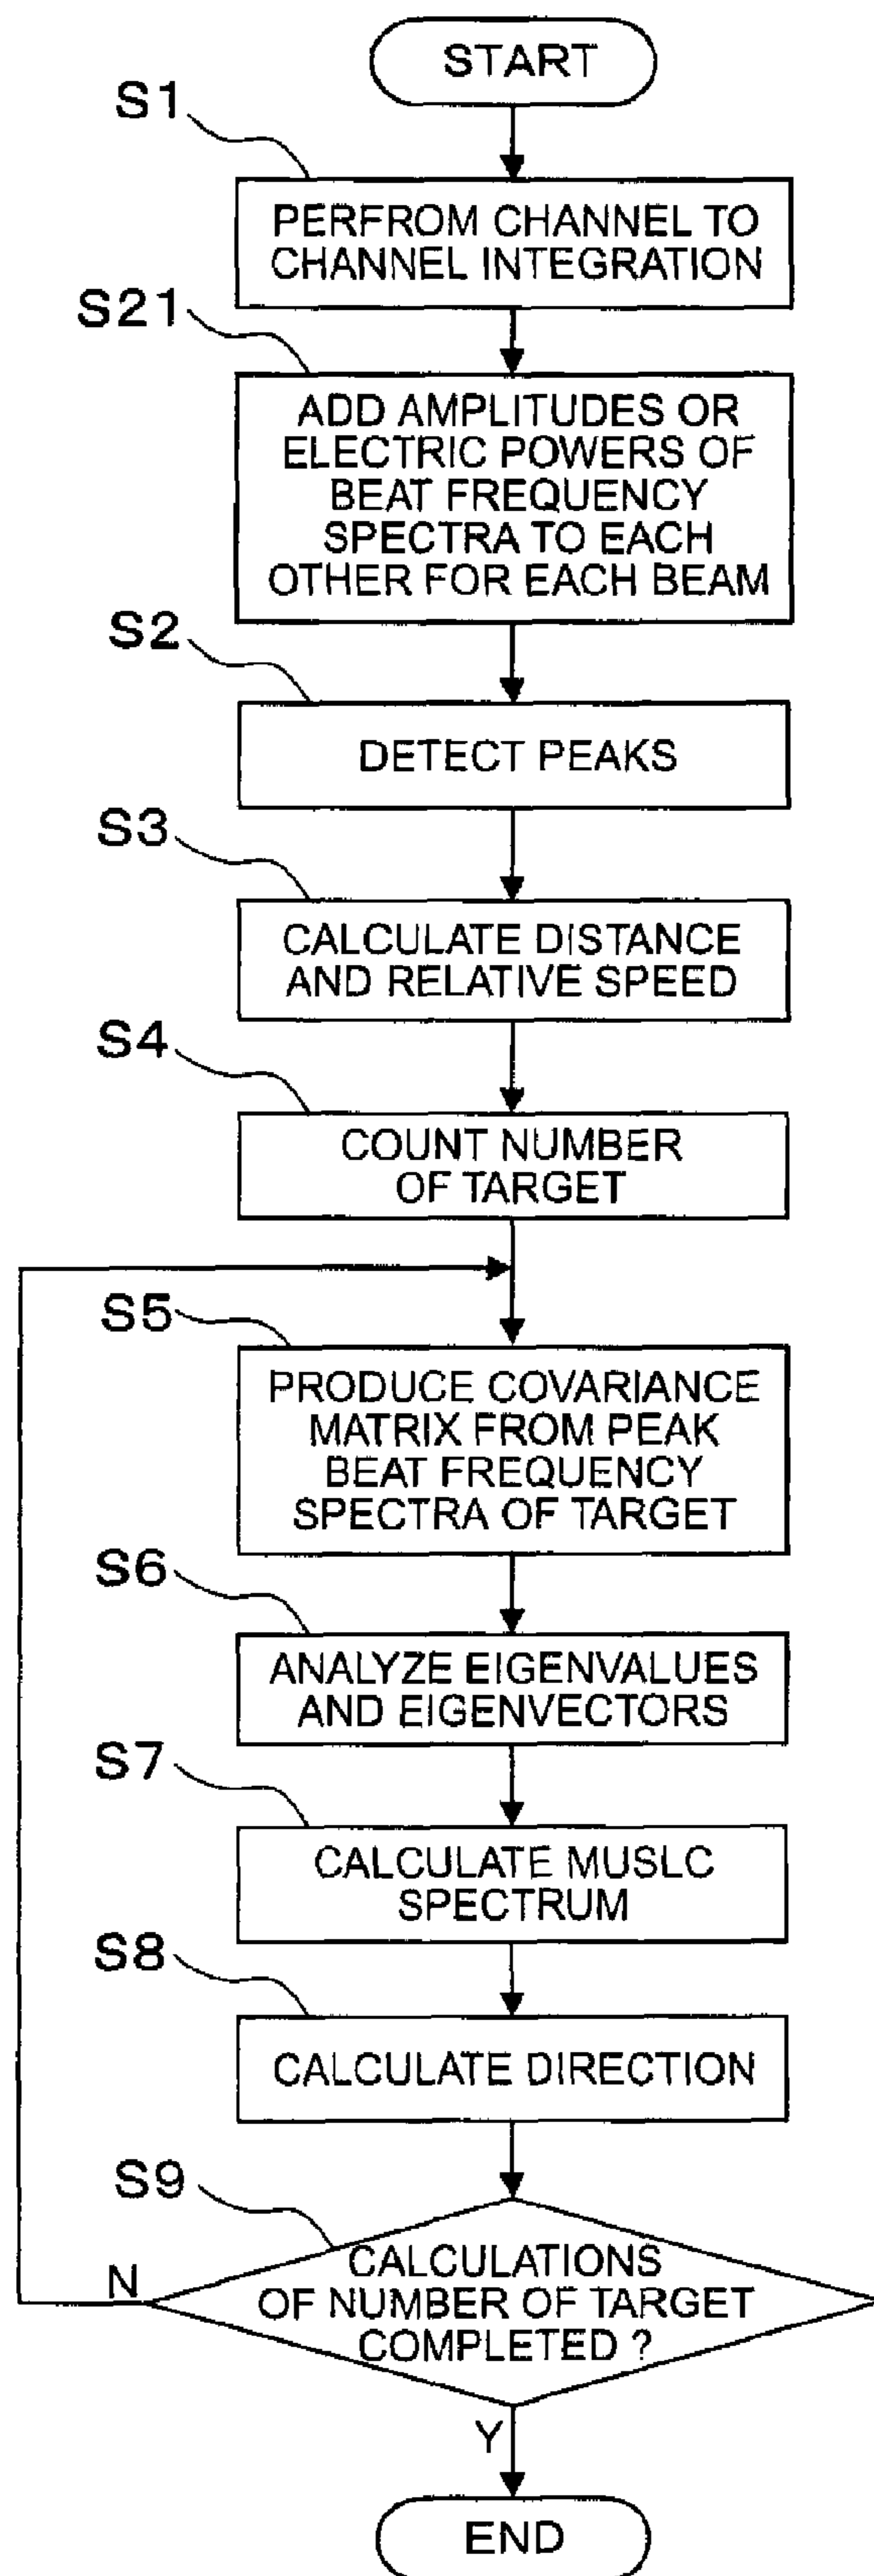 START
S1
PERFROM CHANNEL TO
CHANNEL INTEGRATION
S21
ADD AMPLITUDES OR
ELECTRIC POWERS OF
BEAT FREQUENCY
SPECTRA TO EACH
OTHER FOR EACH BEAM
S2
DETECT PEAKS
S3
CALCULATE DISTANCE
AND RELATIVE SPEED
S4
COUNT NUMBER
OF TARGET
S5
PRODUCE COVARIANCE
MATRIX FROM PEAK
BEAT FREQUENCY
SPECTRA OF TARGET
S6
ANALYZE EIGENVALUES
AND EIGENVECTORS
S7
CALCULATE MUSLC
SPECTRUM
S8
CALCULATE DIRECTION
S9
N
CALCULATIONS
OF NUMBER OF TARGET
COMPLETED ?
Y
END